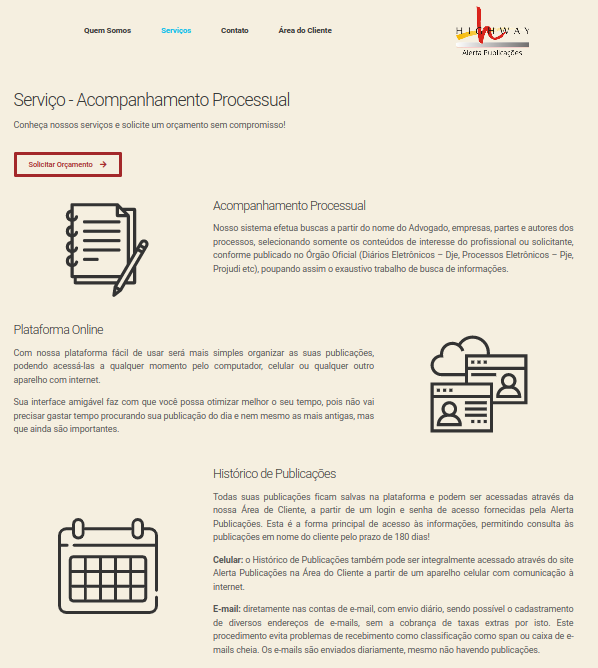 Quem Somos Serviços Contato Área do Cliente
HIGHWAY
Alerta Publicações
Serviço - Acompanhamento Processual
Conheça nossos serviços e solicite um orçamento sem compromisso!
Solicitar Orçamento
Acompanhamento Processual
Nosso sistema efetua buscas a partir do nome do Advogado, empresas, partes e autores dos
processos, selecionando somente os conteúdos de interesse do profissional ou solicitante,
conforme publicado no Órgão Oficial (Diários Eletrônicos – Dje, Processos Eletrônicos – Pje,
Projudi etc), poupando assim o exaustivo trabalho de busca de informações.
Plataforma Online
Com nossa plataforma fácil de usar será mais simples organizar as suas publicações,
podendo acessá-las a qualquer momento pelo computador, celular ou qualquer outro
aparelho com internet.
Sua interface amigável faz com que você possa otimizar melhor o seu tempo, pois não vai
precisar gastar tempo procurando sua publicação do dia e nem mesmo as mais antigas, mas
que ainda são importantes.
Histórico de Publicações
Todas suas publicações ficam salvas na plataforma e podem ser acessadas através da
nossa Área de Cliente, a partir de um login e senha de acesso fornecidas pela Alerta
Publicações. Esta é a forma principal de acesso às informações, permitindo consulta às
publicações em nome do cliente pelo prazo de 180 dias!
Celular: o Histórico de Publicações também pode ser integralmente acessado através do site
Alerta Publicações na Área do Cliente a partir de um aparelho celular com comunicação à
internet.
E-mail: diretamente nas contas de e-mail, com envio diário, sendo possível o cadastramento
de diversos endereços de e-mails, sem a cobrança de taxas extras por isto. Este
procedimento evita problemas de recebimento como classificação como span ou caixa de e-
mails cheia. Os e-mails são enviados diariamente, mesmo não havendo publicações.